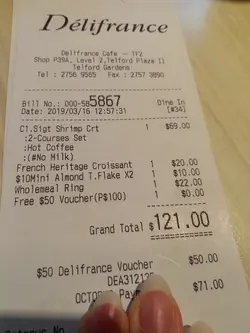 Délifrance
Delifrance Cafe - TF2
Shop P39A, Level 2,Telford Plaza II
Telford Gardens
Tel : 2756 9565 Fax : 2757 3890
Bill No.: 000-585867 Dine In
Date: 2019/03/16 12:57:31 [#34]
C1.Sigt Shrimp Crt 1 $69.00
:2-Courses Set
:Hot Coffee
:(#No Milk)
French Heritage Croissant 1 $20.00
$10Mini Almond T.Flake X2 1 $10.00
Wholemeal Ring 1 $22.00
Free $50 Voucher(P$100) 1 $0.00
Grand Total $121.00
$50 Delifrance Voucher $50.00
DEA31213
$71.00